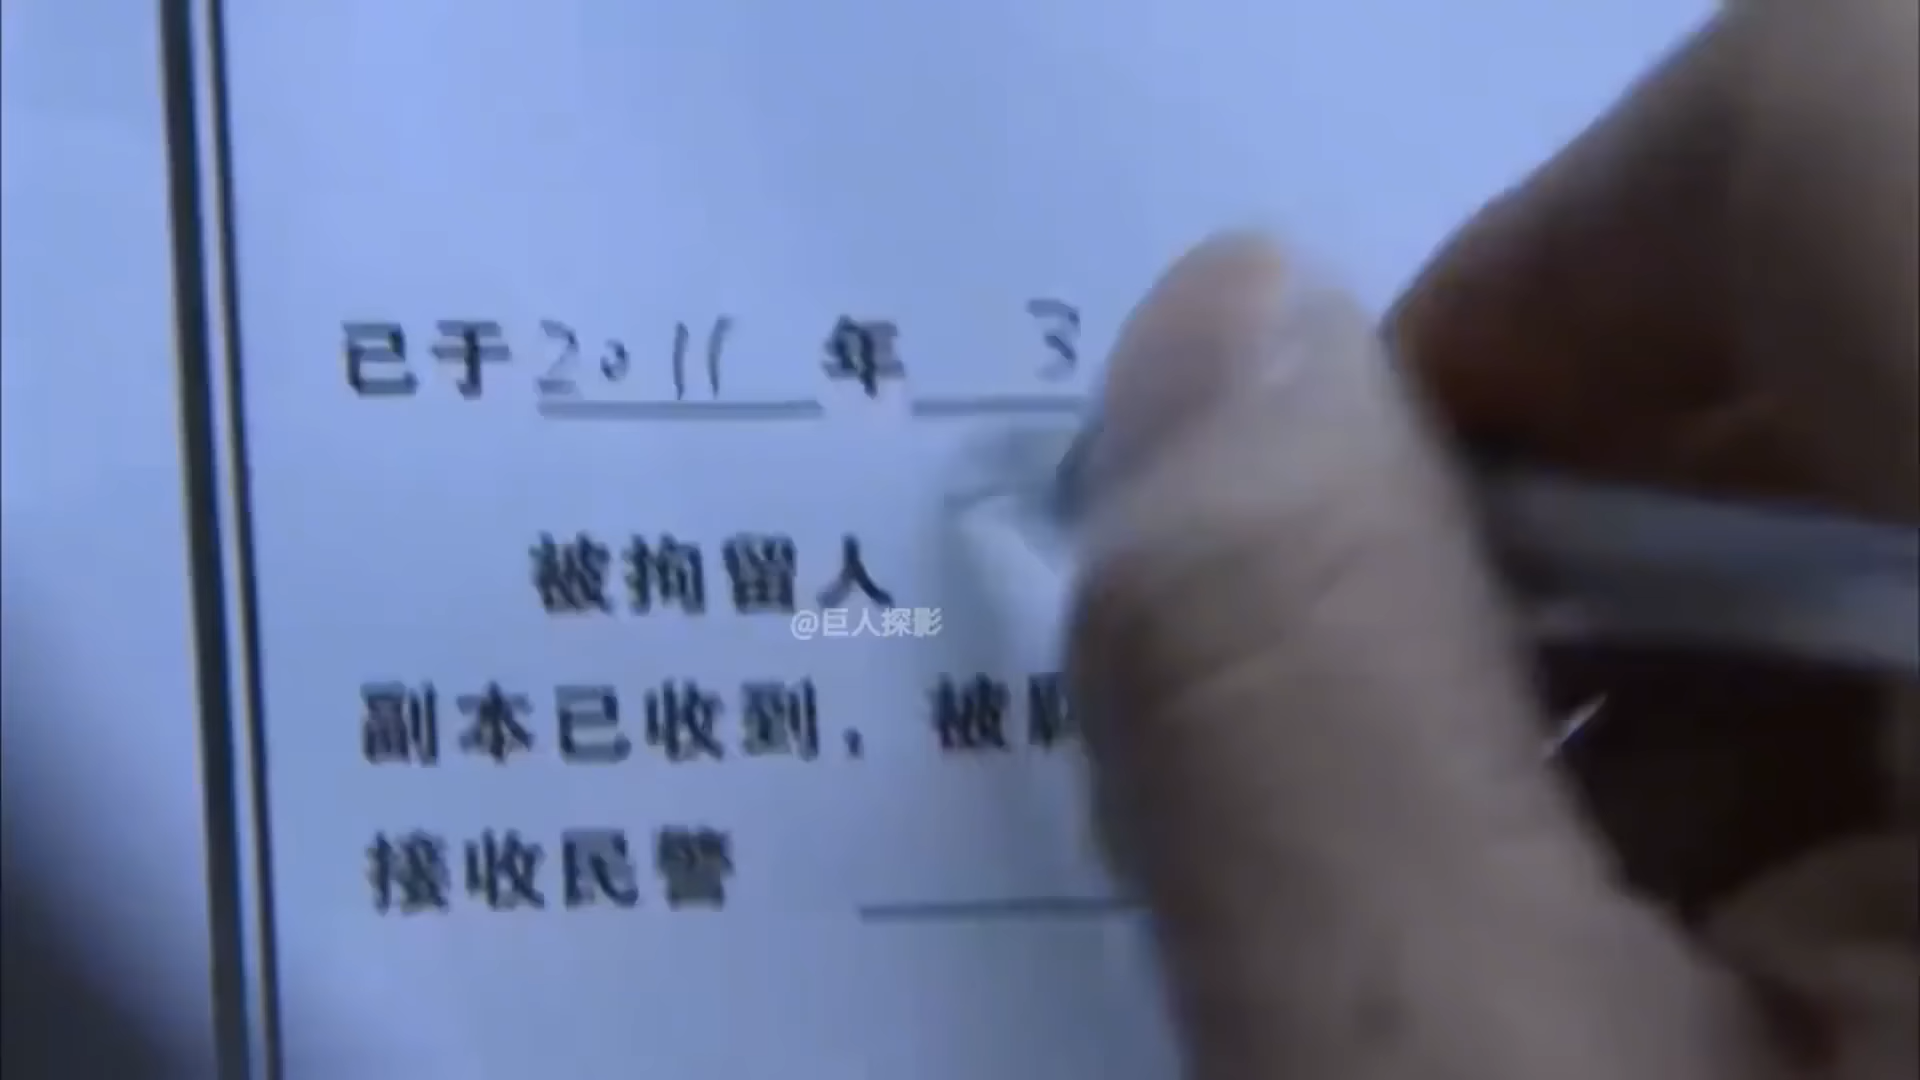 已于2011年 3
被拘留人
@巨人探影
副本已收到，被
接收民警